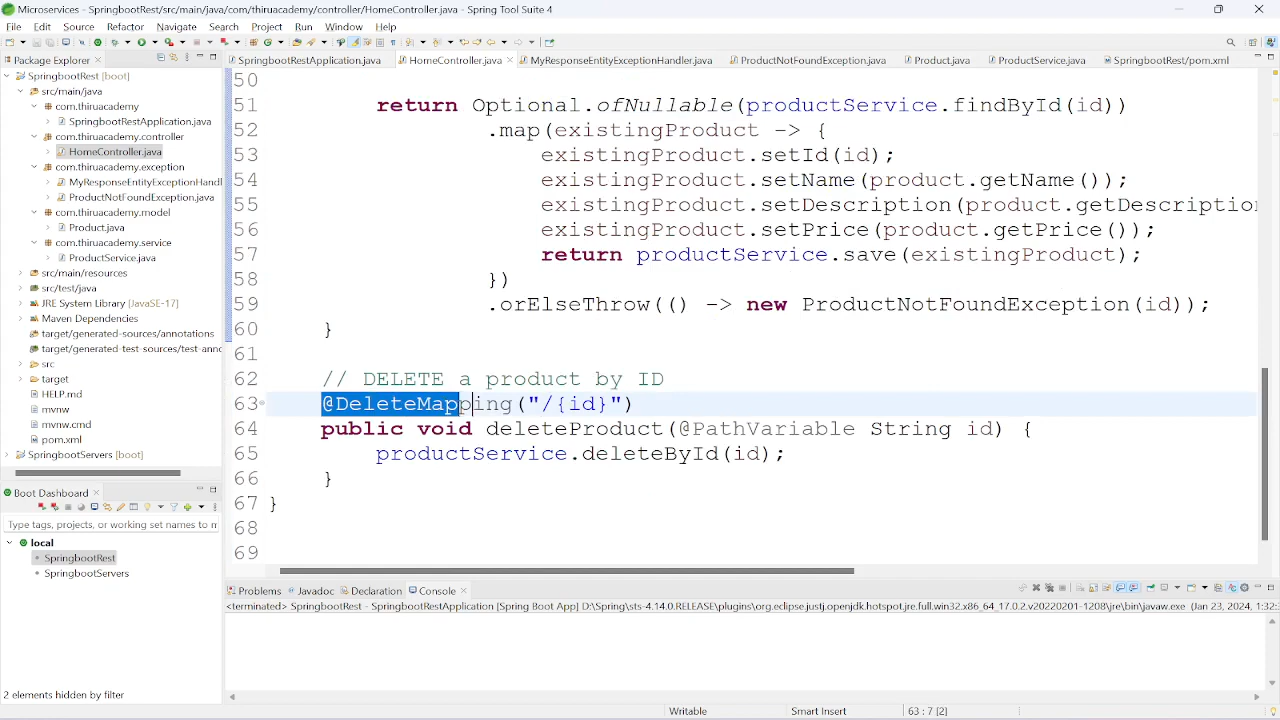 Microservices - SpringbootRest/src/main/java/com/thiruacademy/controller/HomeController.java - Spring Tool Suite 4
File Edit Source Refactor Navigate Search Project Run Window Help
Package Explorer
SpringbootRest [boot]
src/main/java
com.thiruacademy
SpringbootRestApplication.java
com.thiruacademy.controller
HomeController.java
com.thiruacademy.exception
MyResponseEntityExceptionHandl
ProductNotFoundException.java
com.thiruacademy.model
Product.java
com.thiruacademy.service
ProductService.java
src/main/resources
src/test/java
JRE System Library [JavaSE-17]
Maven Dependencies
target/generated-sources/annotations
target/generated-test-sources/test-anno
src
target
HELP.md
mvnw
mvnw.cmd
pom.xml
SpringbootServers [boot]
Boot Dashboard
Type tags, projects, or working set names to m
local
SpringbootRest
SpringbootServers
2 elements hidden by filter
SpringbootRestApplication.java HomeController.java MyResponseEntityExceptionHandler.java ProductNotFoundException.java Product.java ProductService.java SpringbootRest/pom.xml
50
51 return Optional.ofNullable(productService.findById(id))
52 .map(existingProduct -> {
53 existingProduct.setId(id);
54 existingProduct.setName(product.getName());
55 existingProduct.setDescription(product.getDescription
56 existingProduct.setPrice(product.getPrice());
57 return productService.save(existingProduct);
58 })
59 .orElseThrow(() -> new ProductNotFoundException(id));
60 }
61
62 // DELETE a product by ID
63 @DeleteMapping("/{id}")
64 public void deleteProduct(@PathVariable String id) {
65 productService.deleteById(id);
66 }
67 }
68
69
Problems Javadoc Declaration Console
<terminated> SpringbootRest - SpringbootRestApplication [Spring Boot App] D:\Spring\sts-4.14.0.RELEASE\plugins\org.eclipse.justj.openjdk.hotspot.jre.full.win32.x86_64_17.0.2.v20220201-1208\jre\bin\javaw.exe (Jan 23, 2024, 1:32:
Writable Smart Insert 63 : 7 [2]